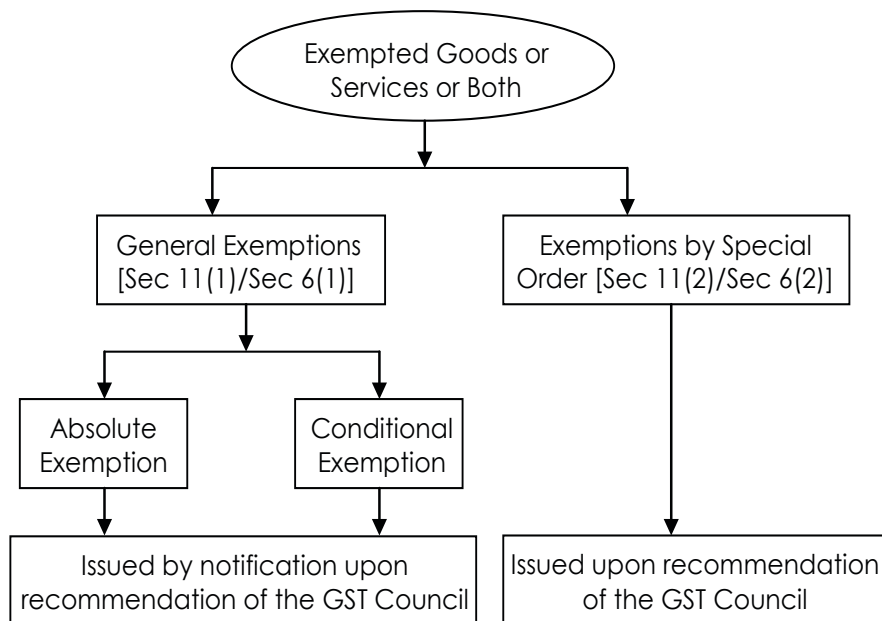 Exempted Goods or
Services or Both
General Exemptions
[Sec 11(1)/Sec 6(1)]
Exemptions by Special
Order [Sec 11(2)/Sec 6(2)]
Absolute
Exemption
Conditional
Exemption
Issued by notification upon
recommendation of the GST Council
Issued upon recommendation
of the GST Council